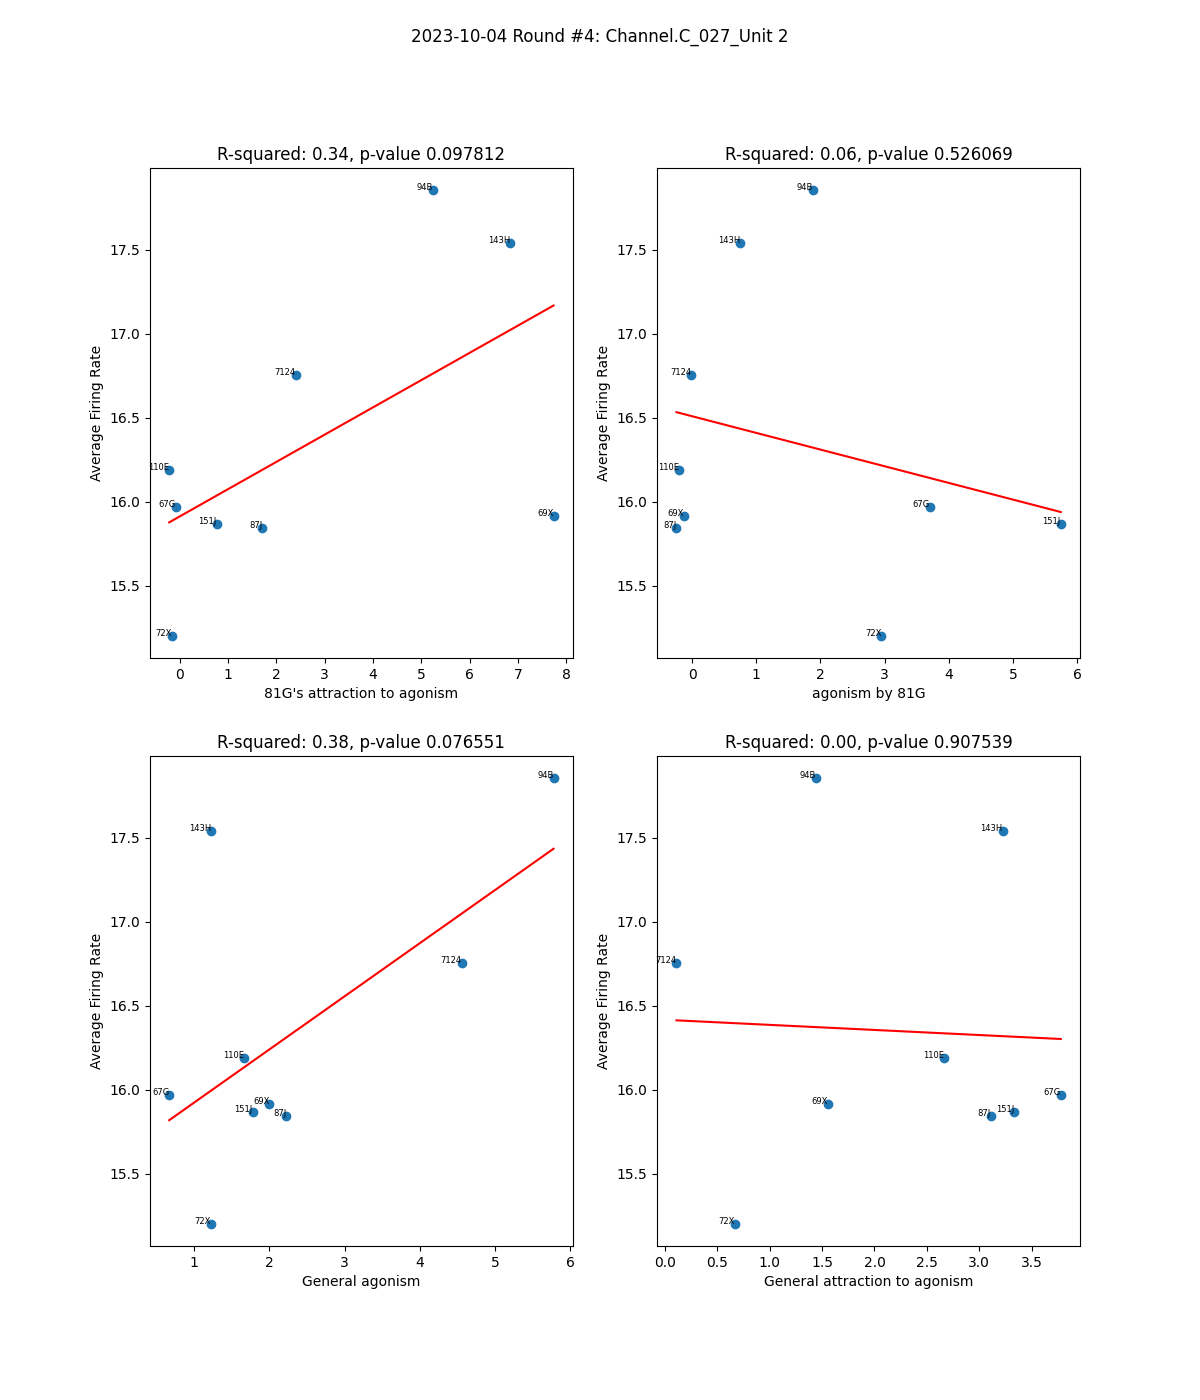 2023-10-04 Round #4: Channel.C_027_Unit 2
R-squared: 0.34, p-value 0.097812
94B
143H
17.5
17.0
7124
16.5
110E
67G
16.0
151J
87J
69X
15.5
72X
0 1 2 3 4 5 6 7 8
81G's attraction to agonism
Average Firing Rate
R-squared: 0.06, p-value 0.526069
94B
143H
17.5
17.0
7124
16.5
110E
67G
16.0
69X
87J
151J
15.5
72X
0 1 2 3 4 5 6
agonism by 81G
Average Firing Rate
R-squared: 0.38, p-value 0.076551
94B
143H
17.5
17.0
7124
16.5
110E
67G
16.0
69X
151J
87J
15.5
72X
1 2 3 4 5 6
General agonism
Average Firing Rate
R-squared: 0.00, p-value 0.907539
94B
143H
17.5
17.0
7124
16.5
110E
67G
16.0
69X
151J
87J
15.5
72X
0.0 0.5 1.0 1.5 2.0 2.5 3.0 3.5
General attraction to agonism
Average Firing Rate